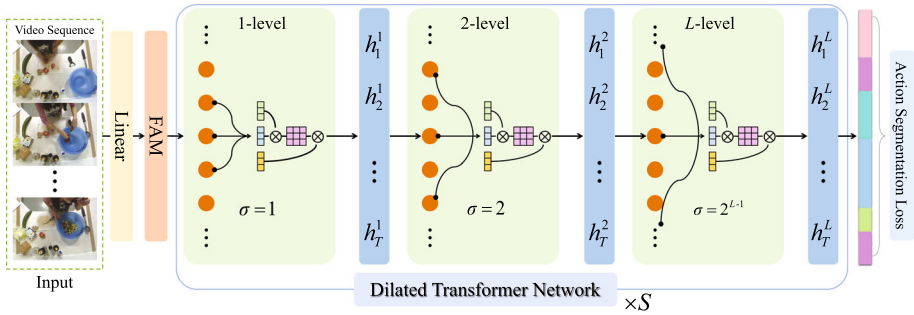 Video Sequence
Input
Linear
FAM
1-level
σ = 1
h_1^1
h_2^1
h_T^1
2-level
σ = 2
h_1^2
h_2^2
h_T^2
L-level
σ = 2^{L-1}
h_1^L
h_2^L
h_T^L
Dilated Transformer Network
×S
Action Segmentation Loss